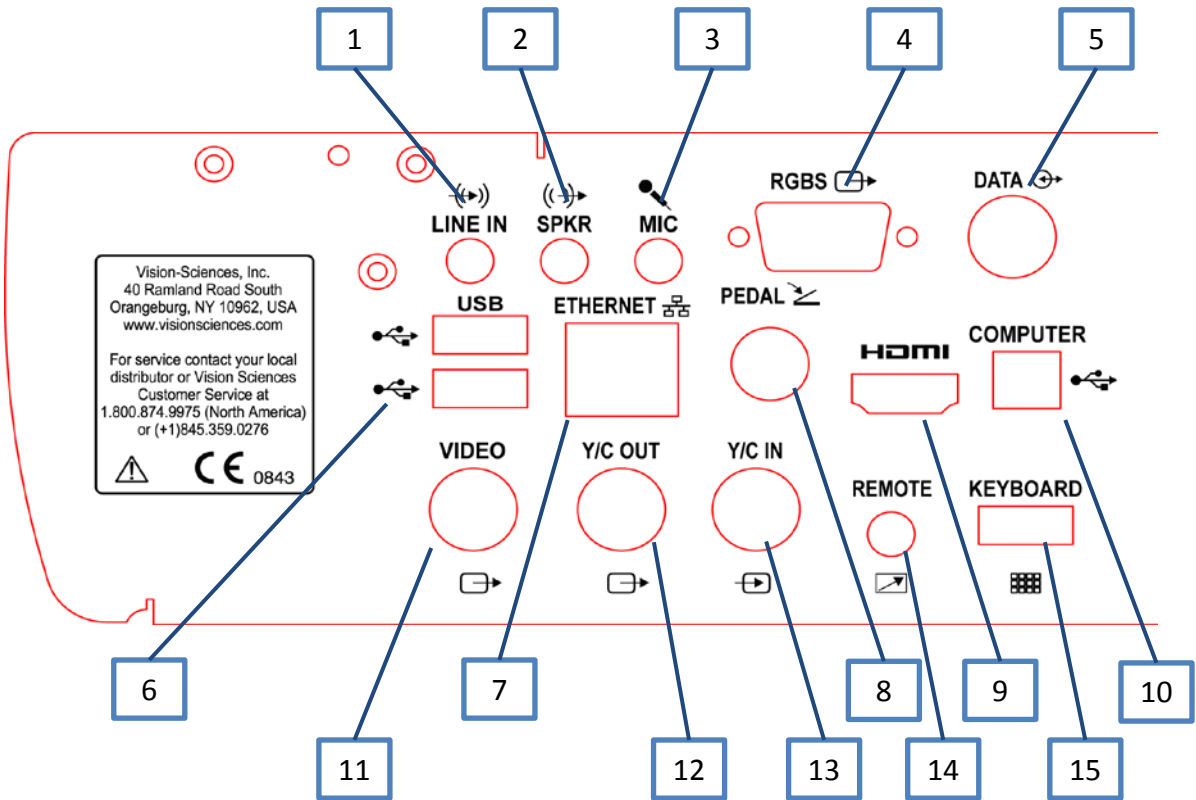 1 2 3 4 5
RGBS DATA
LINE IN SPKR MIC
Vision-Sciences, Inc.
40 Ramland Road South
Orangeburg, NY 10962, USA
www.visionsciences.com
For service contact your local
distributor or Vision Sciences
Customer Service at
1.800.874.9975 (North America)
or (+1)845.359.0276
CE 0843
USB ETHERNET PEDAL
HDMI COMPUTER
VIDEO Y/C OUT Y/C IN
REMOTE KEYBOARD
6 7 8 9 10
11 12 13 14 15